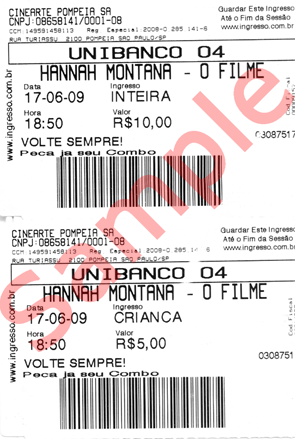 CINEARTE POMPEIA SA
Guardar Este Ingresso
CNPJ:08658141/0001-08
Até o Fim da Sessão
CCM 149591458113 Reg Especial 2008-0 285 141-6
www.ingresso.com.br
RUA TURIASSU 2100 POMPEIA SAO PAULO/SP
UNIBANCO 04
HANNAH MONTANA - O FILME
Data Ingresso
17-06-09 INTEIRA
Hora Valor
18:50 R$10,00
0308751
VOLTE SEMPRE!
Peca ja seu Combo
www.ingresso.com.br
Sample
CINEARTE POMPEIA SA
Guardar Este Ingresso
CNPJ:08658141/0001-08
Até o Fim da Sessão
CCM 149591458113 Reg Especial 2008-0 285
www.ingresso.com.br
RUA TURIASSU 2100 POMPEIA SAO PAULO/SP
UNIBANCO 04
HANNAH MONTANA - O FILME
Data Ingresso
17-06-09 CRIANCA
Hora Valor
18:50 R$5,00
Cod Fiscal
0308751
VOLTE SEMPRE!
Peca ja seu Combo
www.ingresso.com.br